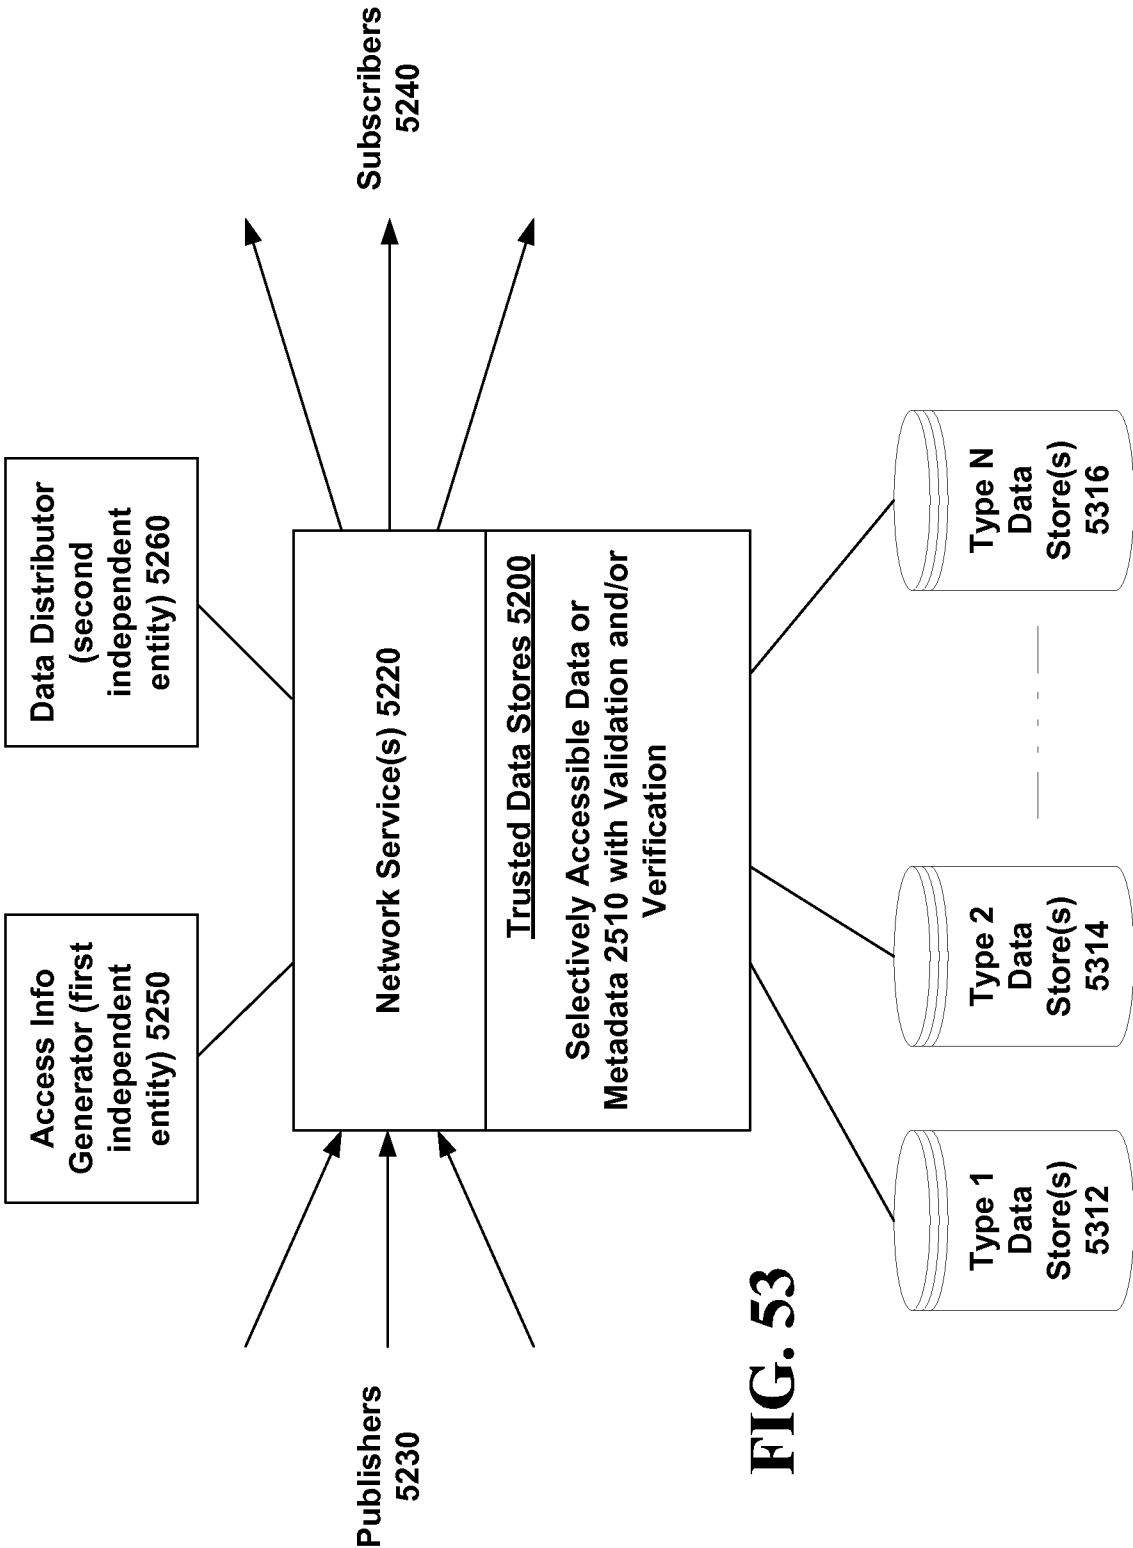 Access Info
Generator (first
independent
entity) 5250
Data Distributor
(second
independent
entity) 5260
Publishers
5230
Network Service(s) 5220
Subscribers
5240
Trusted Data Stores 5200
Selectively Accessible Data or
Metadata 2510 with Validation and/or
Verification
FIG. 53
Type 1
Data
Store(s)
5312
Type 2
Data
Store(s)
5314
Type N
Data
Store(s)
5316